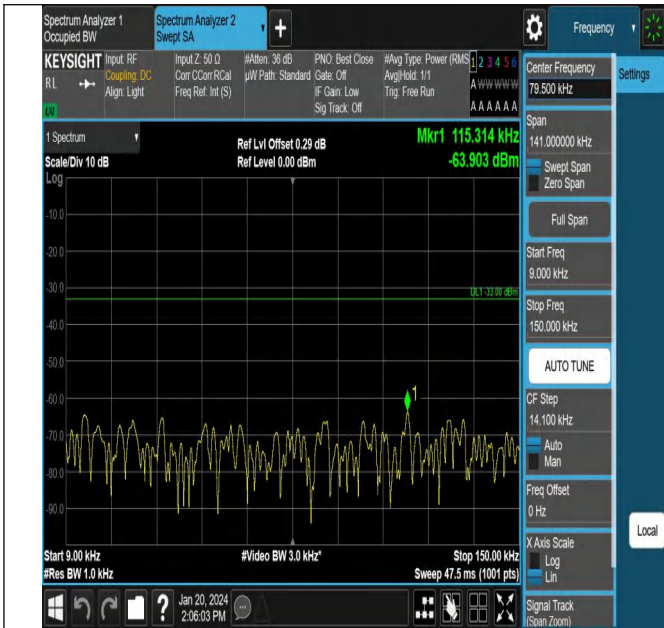 Spectrum Analyzer 1
Occupied BW
Spectrum Analyzer 2
Swept SA
Frequency
KEYSIGHT
RL
LXI
Input: RF
Coupling: DC
Align: Light
Input Z: 50 Ω
Corr CCorr RCal
Freq Ref: Int (S)
#Atten: 36 dB
µW Path: Standard
PNO: Best Close
Gate: Off
IF Gain: Low
Sig Track: Off
#Avg Type: Power (RMS
Avg|Hold: 1/1
Trig: Free Run
1 2 3 4 5 6
A W W W W W
A A A A A A
1 Spectrum
Scale/Div 10 dB
Ref Lvl Offset 0.29 dB
Ref Level 0.00 dBm
Mkr1 115.314 kHz
-63.903 dBm
Log
-10.0
-20.0
-30.0
DL1 -33.00 dBm
-40.0
-50.0
-60.0
1
-70.0
-80.0
-90.0
Start 9.00 kHz
#Video BW 3.0 kHz*
Stop 150.00 kHz
#Res BW 1.0 kHz
Sweep 47.5 ms (1001 pts)
Jan 20, 2024
2:06:03 PM
Center Frequency
79.500 kHz
Settings
Span
141.000000 kHz
Swept Span
Zero Span
Full Span
Start Freq
9.000 kHz
Stop Freq
150.000 kHz
AUTO TUNE
CF Step
14.100 kHz
Auto
Man
Freq Offset
0 Hz
Local
X Axis Scale
Log
Lin
Signal Track
(Span Zoom)